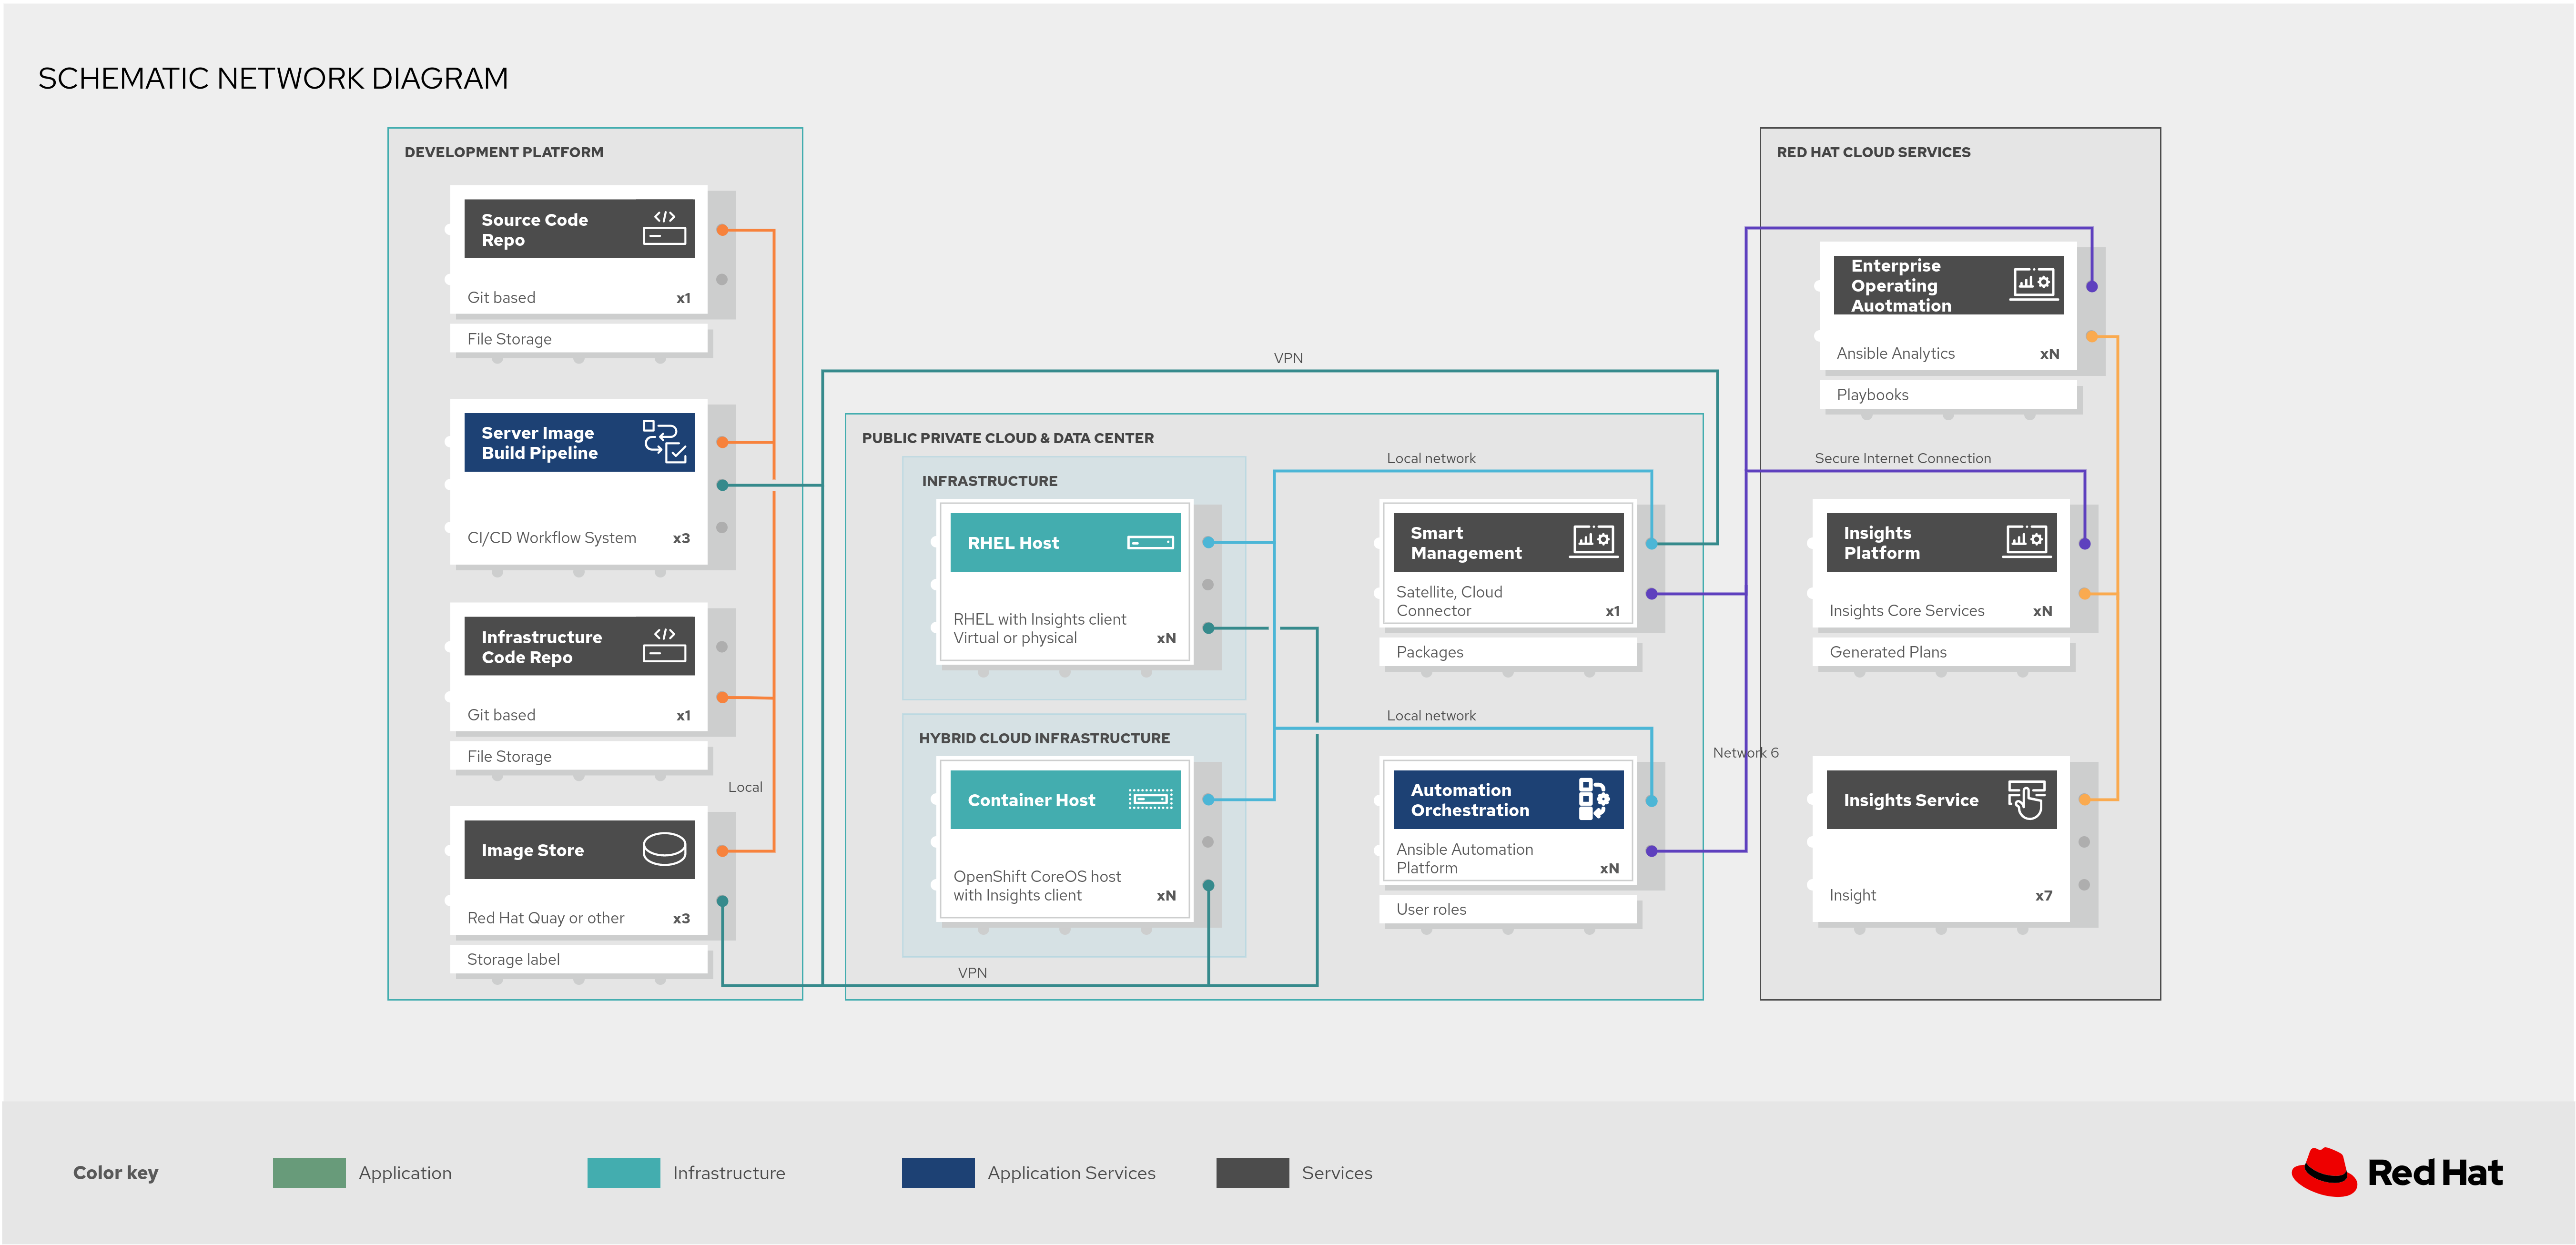 SCHEMATIC NETWORK DIAGRAM
DEVELOPMENT PLATFORM
Source Code
Repo
</>
Git based
x1
File Storage
Server Image
Build Pipeline
CI/CD Workflow System
x3
Infrastructure
Code Repo
</>
Git based
x1
File Storage
Local
Image Store
Red Hat Quay or other
x3
Storage label
VPN
PUBLIC PRIVATE CLOUD & DATA CENTER
INFRASTRUCTURE
RHEL Host
RHEL with Insights client
Virtual or physical
xN
HYBRID CLOUD INFRASTRUCTURE
Container Host
OpenShift CoreOS host
with Insights client
xN
VPN
Local network
Smart
Management
Satellite, Cloud
Connector
x1
Packages
Local network
Automation
Orchestration
Ansible Automation
Platform
xN
User roles
Network 6
RED HAT CLOUD SERVICES
Enterprise
Operating
Auotmation
Ansible Analytics
xN
Playbooks
Secure Internet Connection
Insights
Platform
Insights Core Services
xN
Generated Plans
Insights Service
Insight
x7
Color key
Application
Infrastructure
Application Services
Services
Red Hat